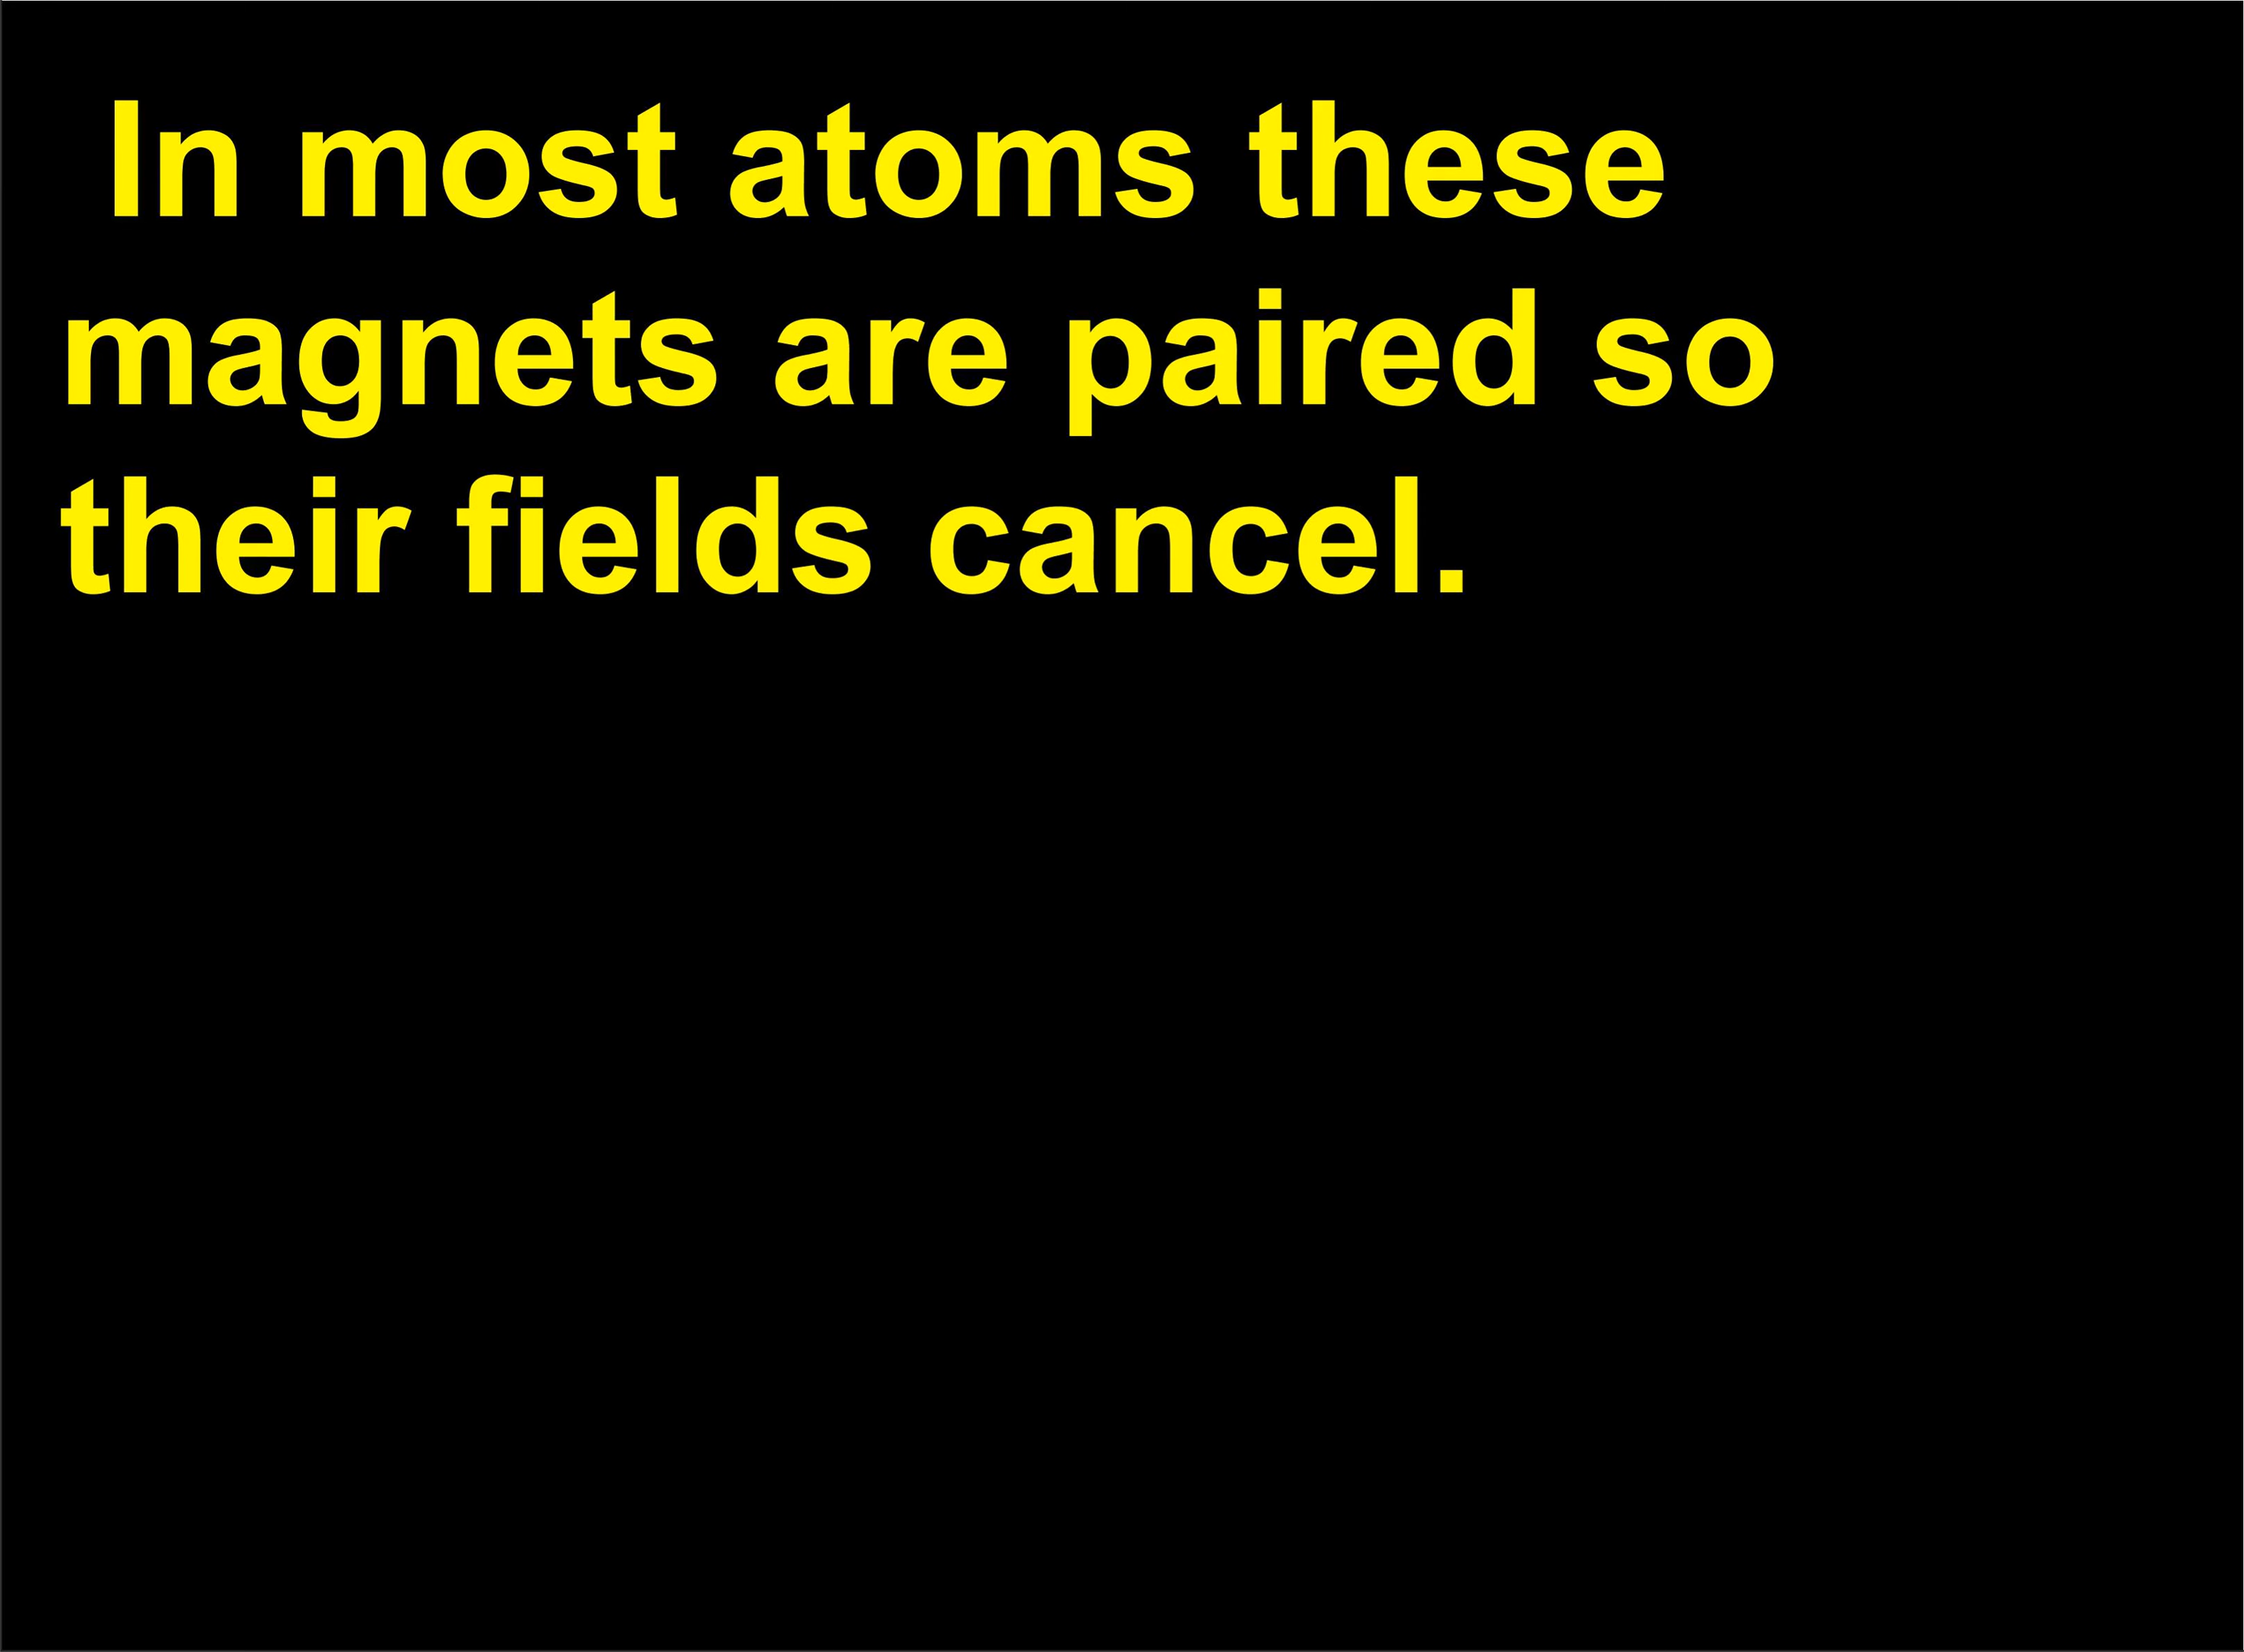 In most atoms these
magnets are paired so
their fields cancel.